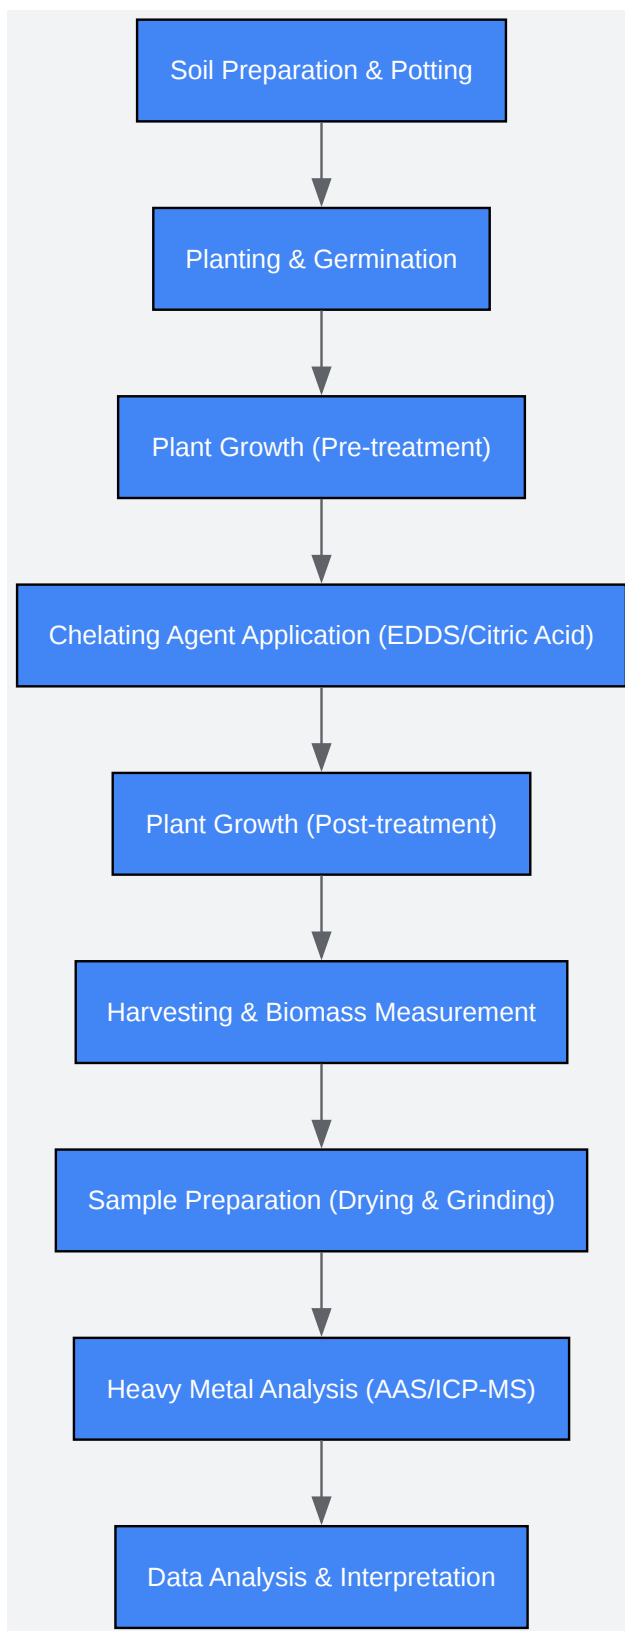 Soil Preparation & Potting
Planting & Germination
Plant Growth (Pre-treatment)
Chelating Agent Application (EDDS/Citric Acid)
Plant Growth (Post-treatment)
Harvesting & Biomass Measurement
Sample Preparation (Drying & Grinding)
Heavy Metal Analysis (AAS/ICP-MS)
Data Analysis & Interpretation